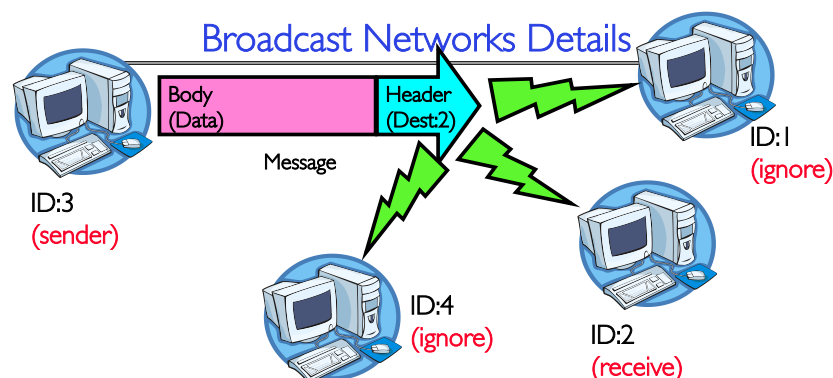 Broadcast Networks Details
Body
(Data)
Header
(Dest:2)
Message
ID:1
(ignore)
ID:3
(sender)
ID:4
(ignore)
ID:2
(receive)